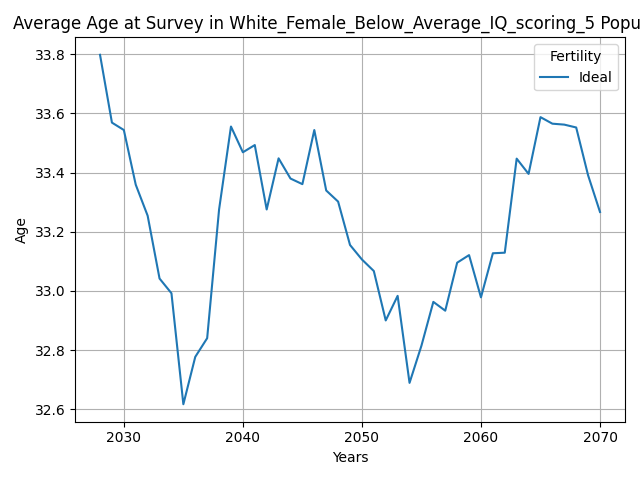 Average Age at Survey in White_Female_Below_Average_IQ_scoring_5 Popu
Fertility
Ideal
33.8
33.6
33.4
33.2
33.0
32.8
32.6
Age
2030 2040 2050 2060 2070
Years